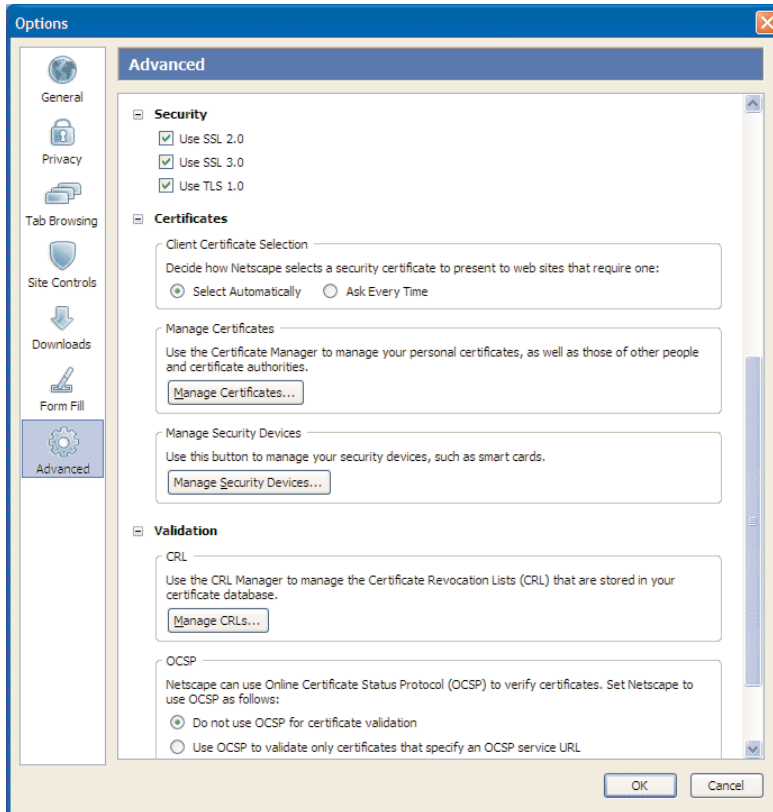 Options
General
Privacy
Tab Browsing
Site Controls
Downloads
Form Fill
Advanced
Advanced
Security
Use SSL 2.0
Use SSL 3.0
Use TLS 1.0
Certificates
Client Certificate Selection
Decide how Netscape selects a security certificate to present to web sites that require one:
Select Automatically Ask Every Time
Manage Certificates
Use the Certificate Manager to manage your personal certificates, as well as those of other people
and certificate authorities.
Manage Certificates...
Manage Security Devices
Use this button to manage your security devices, such as smart cards.
Manage Security Devices...
Validation
CRL
Use the CRL Manager to manage the Certificate Revocation Lists (CRL) that are stored in your
certificate database.
Manage CRLs...
OCSP
Netscape can use Online Certificate Status Protocol (OCSP) to verify certificates. Set Netscape to
use OCSP as follows:
Do not use OCSP for certificate validation
Use OCSP to validate only certificates that specify an OCSP service URL
OK Cancel